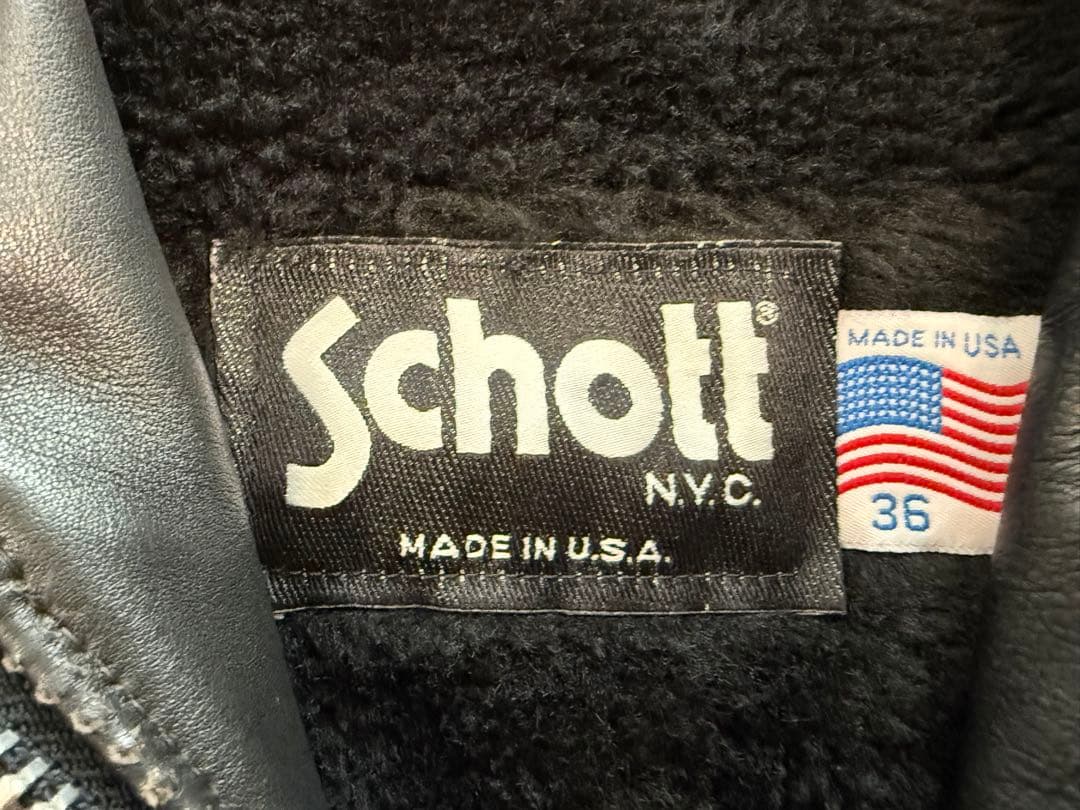 Schott®
N.Y.C.
MADE IN U.S.A.
MADE IN USA
36